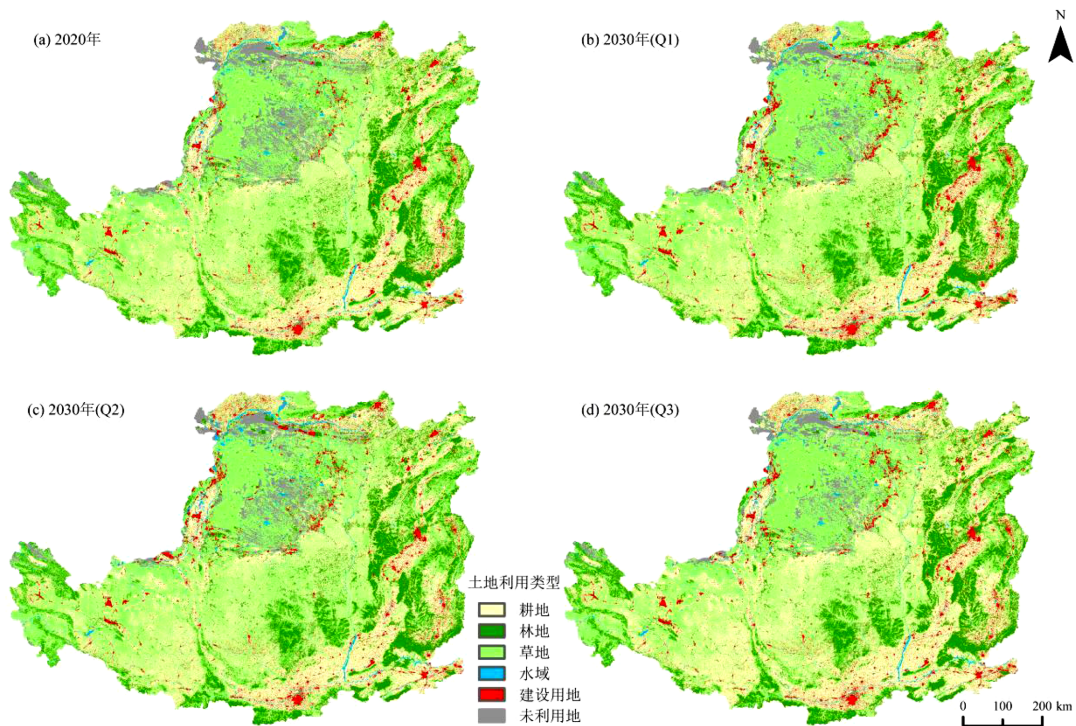 (a) 2020年
(b) 2030年(Q1)
N
(c) 2030年(Q2)
(d) 2030年(Q3)
土地利用类型
耕地
林地
草地
水域
建设用地
未利用地
0 100 200 km